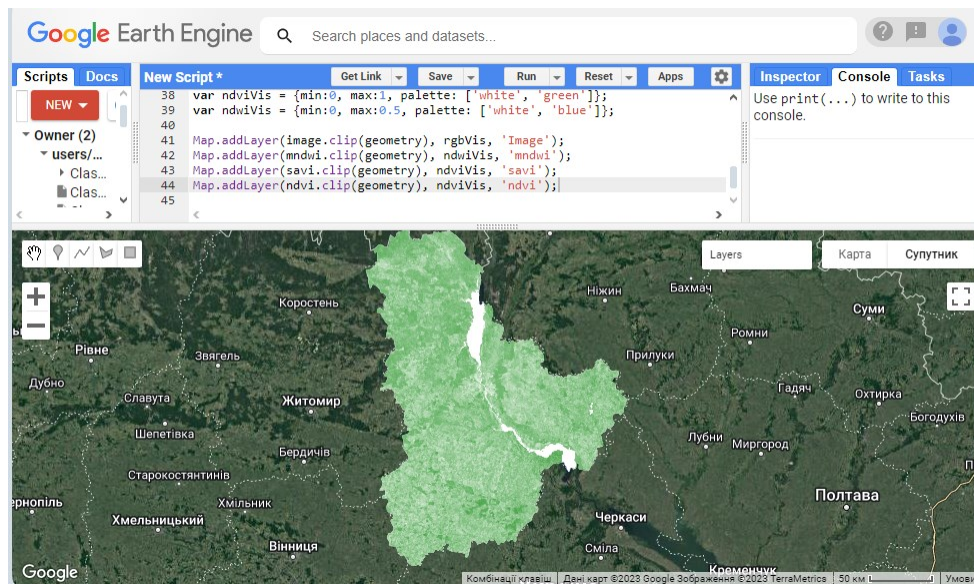 Google Earth Engine
Search places and datasets...
Scripts Docs
NEW
Owner (2)
users/...
Clas...
Clas...
New Script *
Get Link Save Run Reset Apps
38 var ndviVis = {min:0, max:1, palette: ['white', 'green']};
39 var ndwiVis = {min:0, max:0.5, palette: ['white', 'blue']};
40
41 Map.addLayer(image.clip(geometry), rgbVis, 'Image');
42 Map.addLayer(mndwi.clip(geometry), ndwiVis, 'mndwi');
43 Map.addLayer(savi.clip(geometry), ndviVis, 'savi');
44 Map.addLayer(ndvi.clip(geometry), ndviVis, 'ndvi');
45
Inspector Console Tasks
Use print(...) to write to this
console.
Layers
Карта Супутник
Коростень
Ніжин
Бахмач
Суми
Ромни
Рівне
Звягель
Прилуки
Дубно
Славута
Житомир
Гадяч
Охтирка
Богодухів
Шепетівка
Лубни
Миргород
Бердичів
Старокостянтинів
рнопіль
Хмільник
Полтава
Хмельницький
Черкаси
Вінниця
Сміла
Кременчук
Google
Комбінації клавіш Дані карт ©2023 Google Зображення ©2023 TerraMetrics 50 км Умов